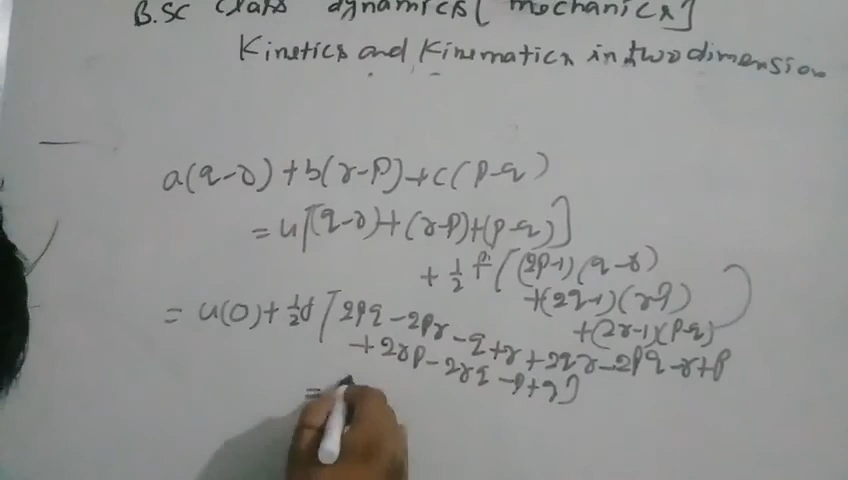 B.SC Class dynamics [ mechanics]
Kinetics and Kinematics in two dimension
a(q-r)+b(r-p)+c(p-q)
=u[(q-r)+(r-p)+(p-q)]
+ 1/2 f [(2p-1)(q-r)
+(2q-1)(r-p)
+(2r-1)(p-q)]
= u(0)+1/2f [2pq-2pr-q+r+2qr-2pq-r+p
+2rp-2rq-p+q]
=